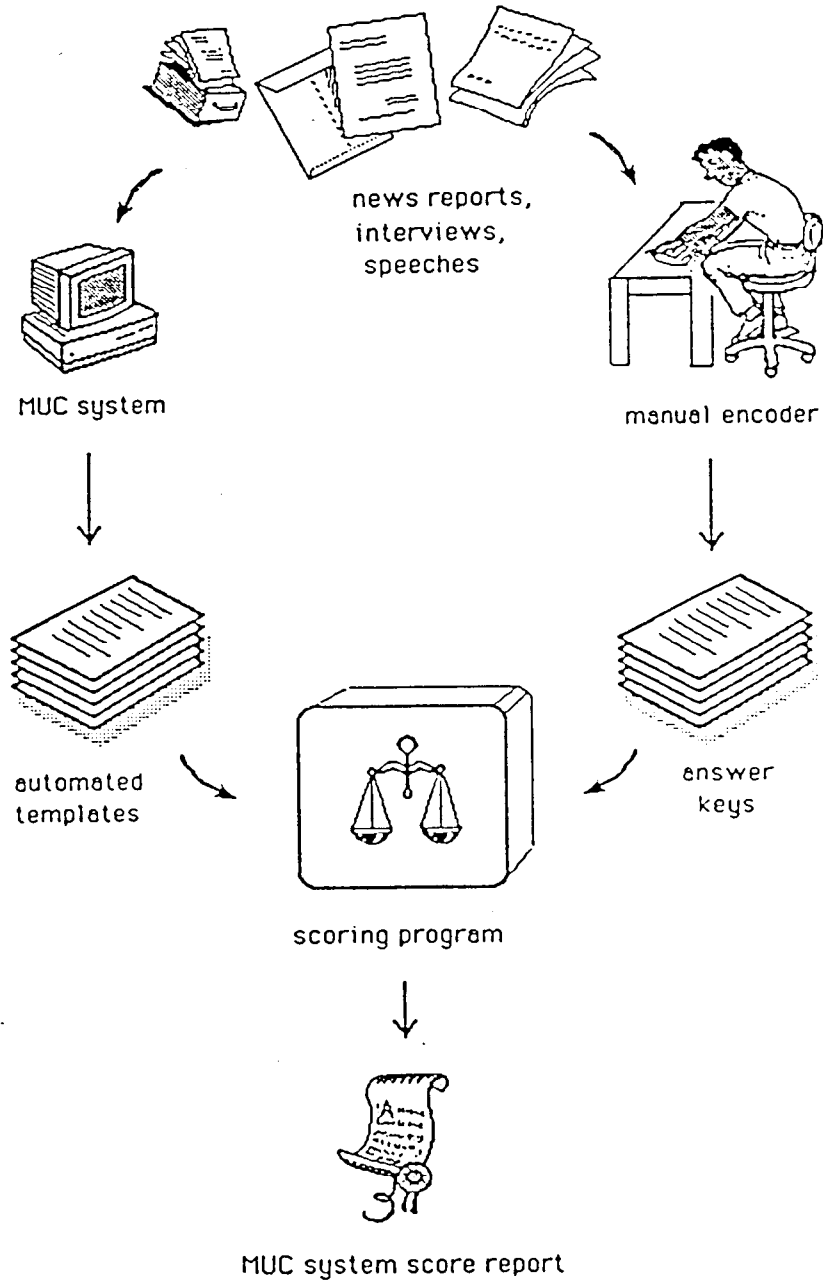 news reports,
interviews,
speeches
MUC system
manual encoder
automated
templates
answer
keys
scoring program
MUC system score report